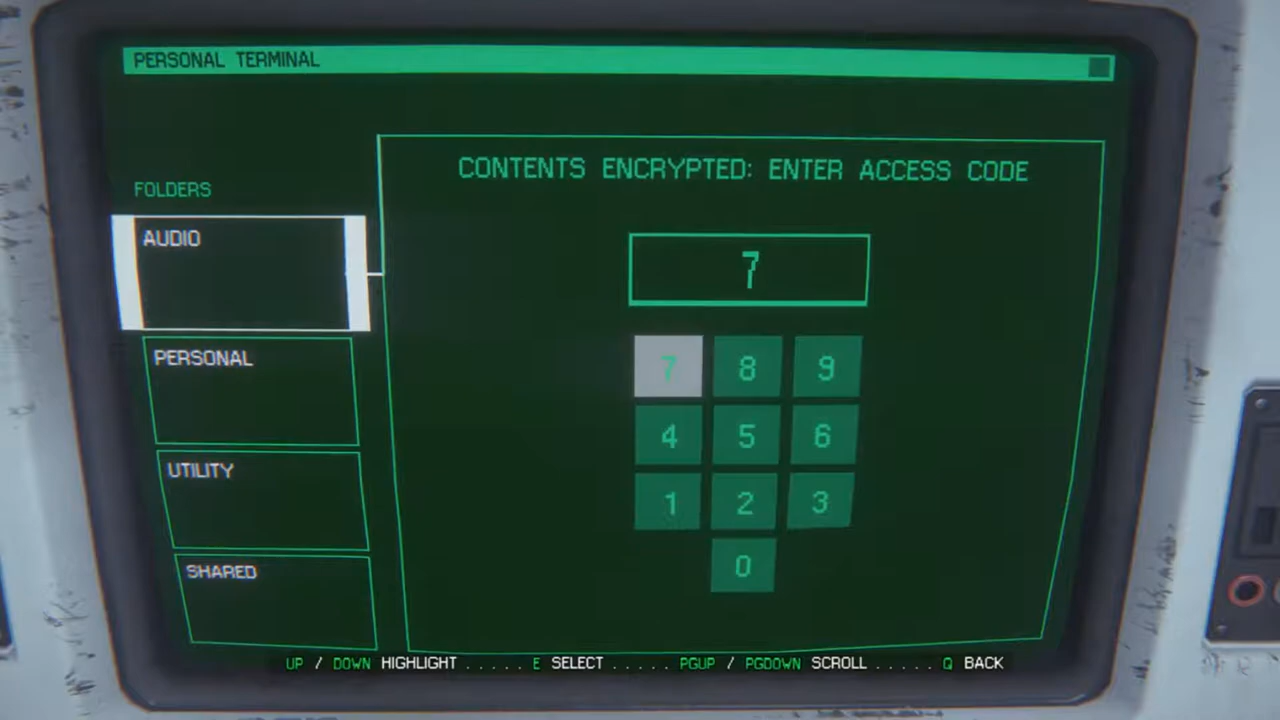 PERSONAL TERMINAL
CONTENTS ENCRYPTED: ENTER ACCESS CODE
FOLDERS
AUDIO
PERSONAL
UTILITY
SHARED
7
7 8 9
4 5 6
1 2 3
0
UP / DOWN HIGHLIGHT ..... E SELECT ..... PGUP / PGDOWN SCROLL ..... Q BACK